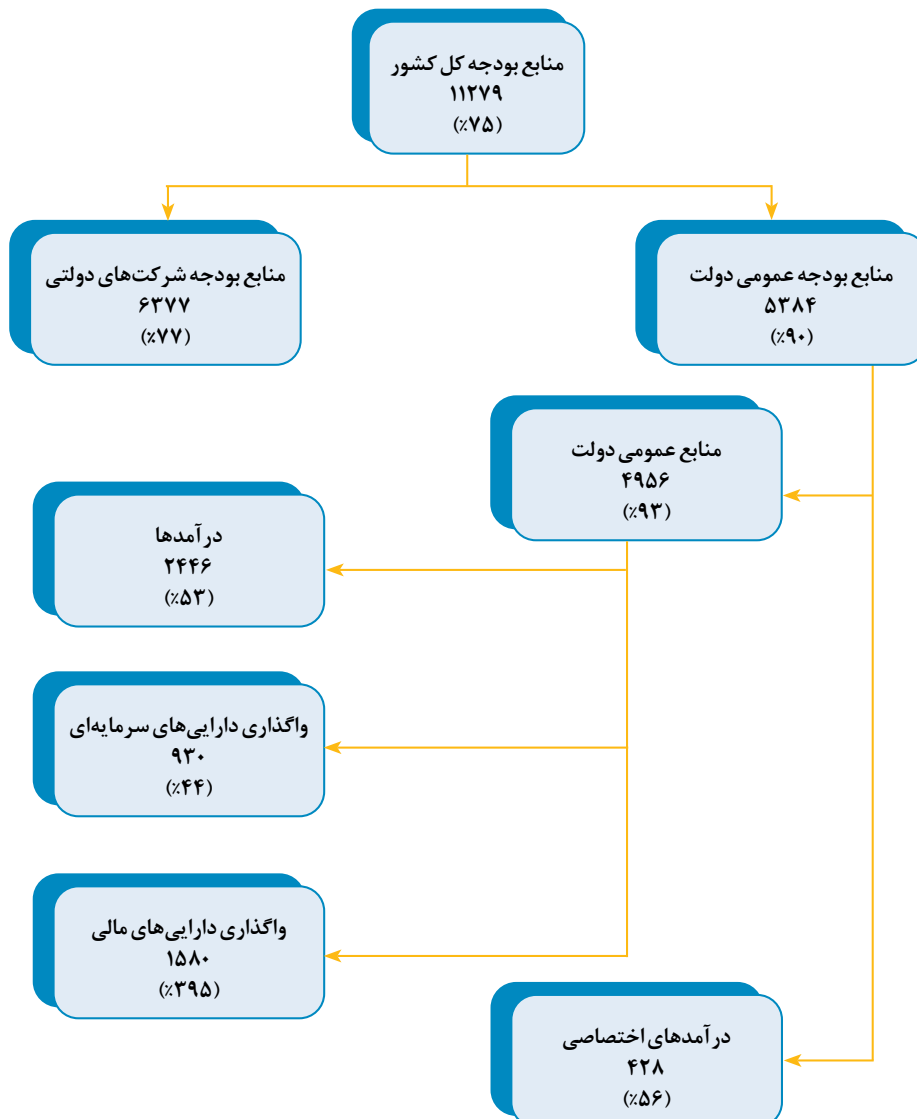 منابع بودجه کل کشور
۱۱۲۷۹
(٪۷۵)
منابع بودجه عمومی دولت
۵۳۸۴
(٪۹۰)
منابع بودجه شرکت‌های دولتی
۶۳۷۷
(٪۷۷)
منابع عمومی دولت
۴۹۵۶
(٪۹۳)
درآمدها
۲۴۴۶
(٪۵۳)
واگذاری دارایی‌های سرمایه‌ای
۹۳۰
(٪۴۴)
واگذاری دارایی‌های مالی
۱۵۸۰
(٪۳۹۵)
درآمدهای اختصاصی
۴۲۸
(٪۵۶)